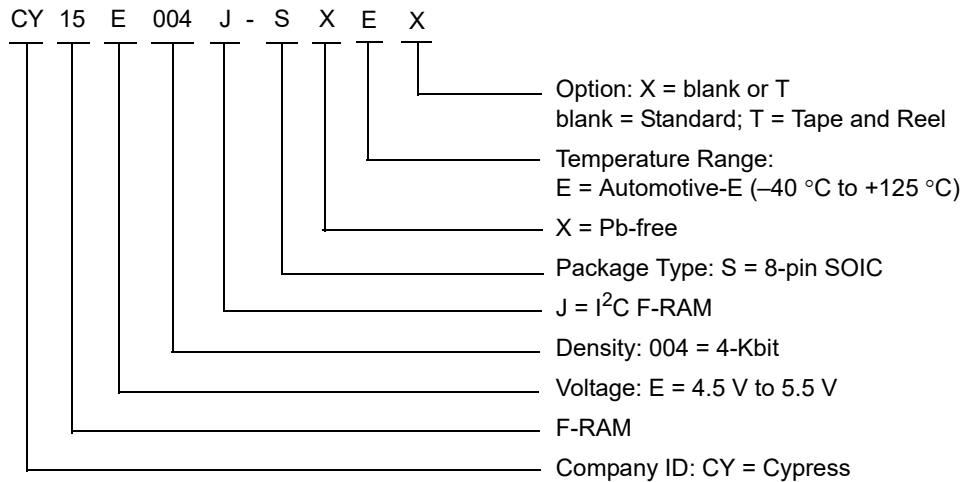 CY 15 E 004 J - S X E X
Option: X = blank or T
blank = Standard; T = Tape and Reel
Temperature Range:
E = Automotive-E (–40 °C to +125 °C)
X = Pb-free
Package Type: S = 8-pin SOIC
J = I²C F-RAM
Density: 004 = 4-Kbit
Voltage: E = 4.5 V to 5.5 V
F-RAM
Company ID: CY = Cypress